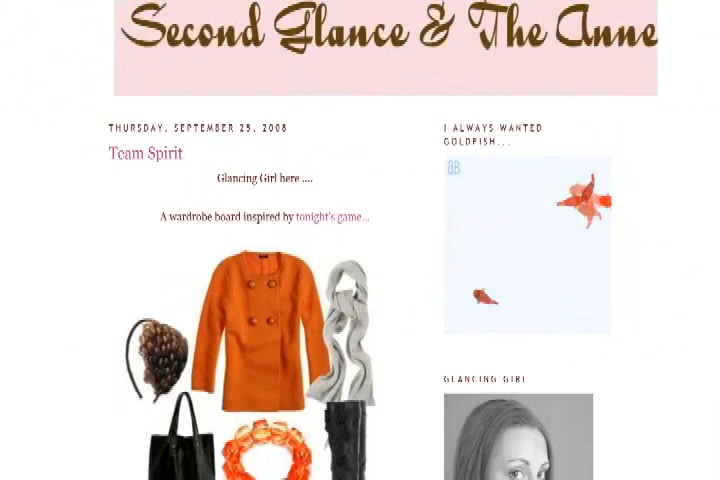 Second Glance & The Anne
THURSDAY, SEPTEMBER 25, 2008
Team Spirit
Glancing Girl here ....
A wardrobe board inspired by tonight's game...
I ALWAYS WANTED
GOLDFISH...
aB
GLANCING GIRL